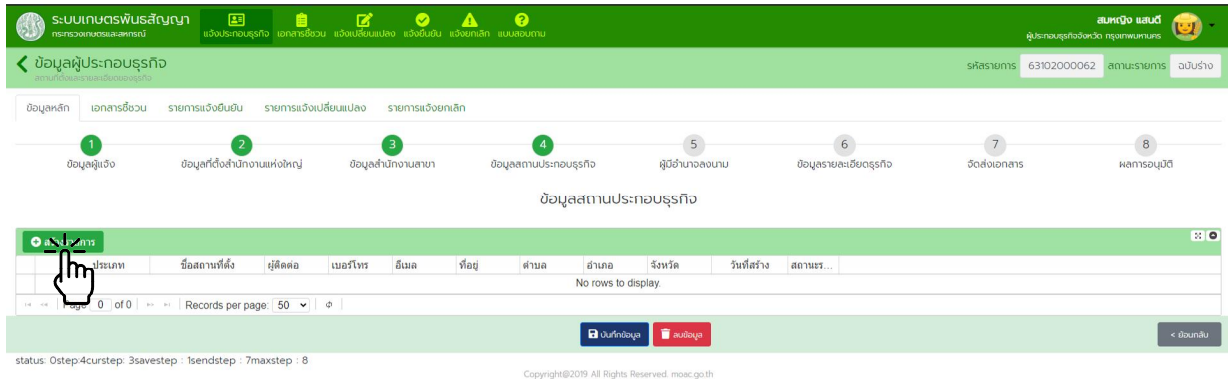 ระบบเกษตรพันธสัญญา
กระทรวงเกษตรและสหกรณ์
แจ้งประกอบธุรกิจ เอกสารชี้ชวน แจ้งเปลี่ยนแปลง แจ้งยืนยัน แจ้งยกเลิก แบบสอบถาม
สมหญิง แสนดี
ผู้ประกอบธุรกิจจังหวัด กรุงเทพมหานคร
ข้อมูลผู้ประกอบธุรกิจ
สถานที่ตั้งและรายละเอียดของธุรกิจ
รหัสรายการ 63102000062 สถานะรายการ ฉบับร่าง
ข้อมูลหลัก เอกสารชี้ชวน รายการแจ้งยืนยัน รายการแจ้งเปลี่ยนแปลง รายการแจ้งยกเลิก
1 2 3 4 5 6 7 8
ข้อมูลผู้แจ้ง ข้อมูลที่ตั้งสำนักงานแห่งใหญ่ ข้อมูลสำนักงานสาขา ข้อมูลสถานประกอบธุรกิจ ผู้มีอำนาจลงนาม ข้อมูลรายละเอียดธุรกิจ จัดส่งเอกสาร ผลการอนุมัติ
ข้อมูลสถานประกอบธุรกิจ
สร้างรายการ
ประเภท ชื่อสถานที่ตั้ง ผู้ติดต่อ เบอร์โทร อีเมล ที่อยู่ ตำบล อำเภอ จังหวัด วันที่สร้าง สถานะร...
No rows to display.
Page 0 of 0 Records per page: 50
บันทึกข้อมูล ลบข้อมูล < ย้อนกลับ
status: 0step:4curstep: 3savestep : 1sendstep : 7maxstep : 8
Copyright@2019 All Rights Reserved. moac.go.th